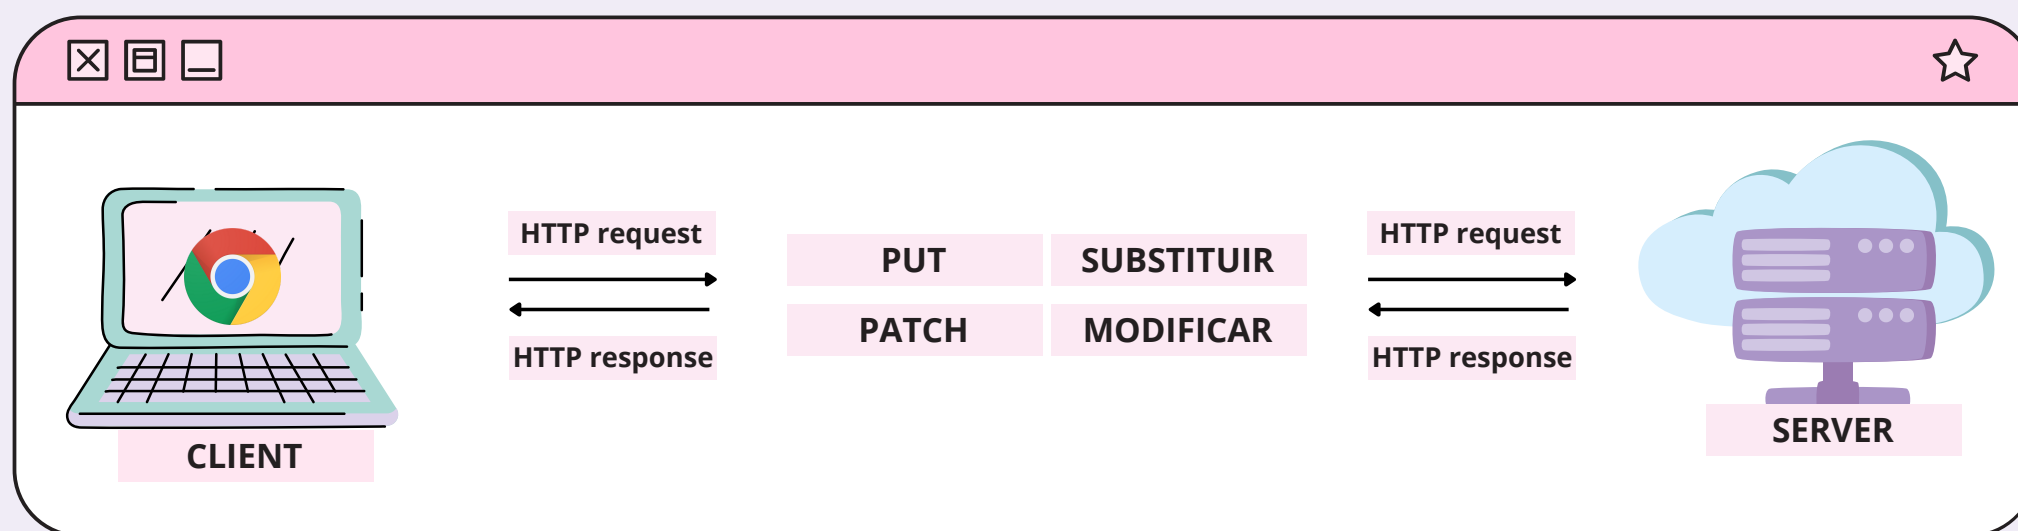 HTTP request
HTTP response
PUT SUBSTITUIR
PATCH MODIFICAR
HTTP request
HTTP response
CLIENT
SERVER